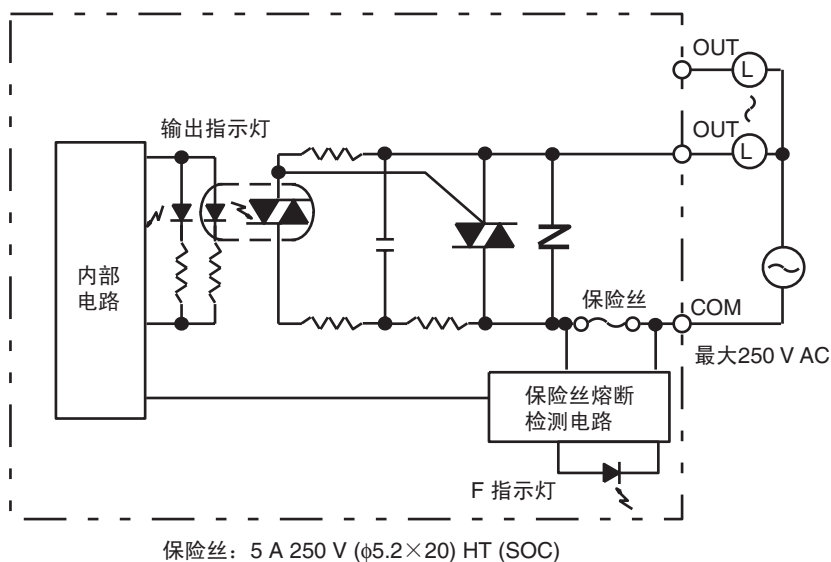 OUT
L
输出指示灯
OUT
L
内部
电路
保险丝
COM
最大250 V AC
保险丝熔断
检测电路
F 指示灯
保险丝：5 A 250 V (ϕ5.2×20) HT (SOC)